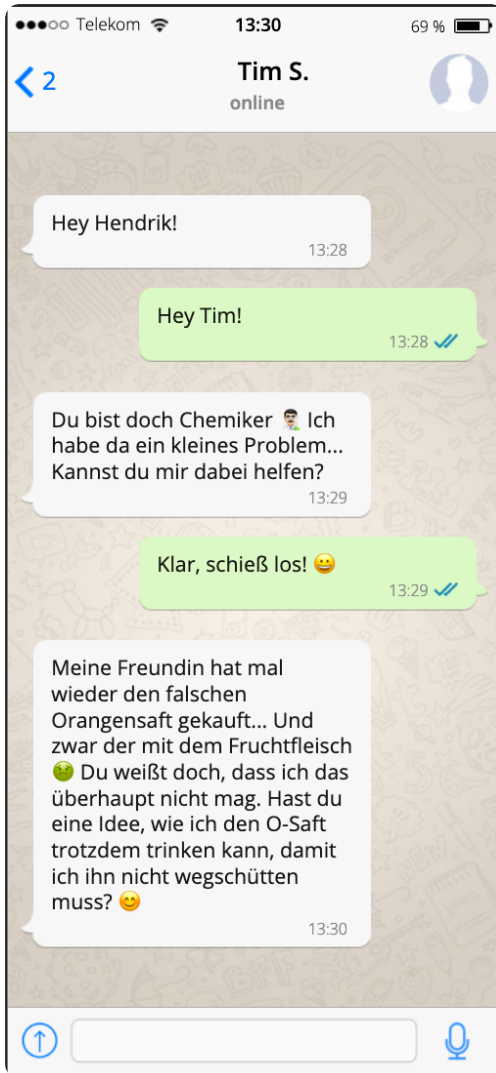 Telekom 13:30 69 %
2 Tim S.
online
Hey Hendrik!
13:28
Hey Tim!
13:28
Du bist doch Chemiker 👨🏻‍🔬 Ich
habe da ein kleines Problem...
Kannst du mir dabei helfen?
13:29
Klar, schieß los! 😀
13:29
Meine Freundin hat mal
wieder den falschen
Orangensaft gekauft... Und
zwar der mit dem Fruchtfleisch
🤢 Du weißt doch, dass ich das
überhaupt nicht mag. Hast du
eine Idee, wie ich den O-Saft
trotzdem trinken kann, damit
ich ihn nicht wegschütten
muss? 😊
13:30